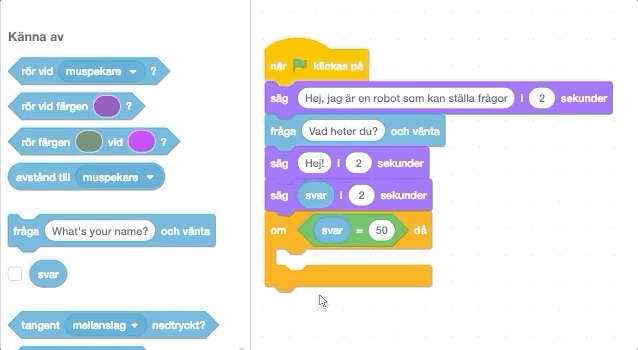 Känna av
rör vid muspekare ?
rör vid färgen ?
rör färgen vid ?
avstånd till muspekare
fråga What's your name? och vänta
svar
tangent mellanslag nedtryckt?
när klickas på
säg Hej, jag är en robot som kan ställa frågor i 2 sekunder
fråga Vad heter du? och vänta
säg Hej! i 2 sekunder
säg svar i 2 sekunder
om svar = 50 då